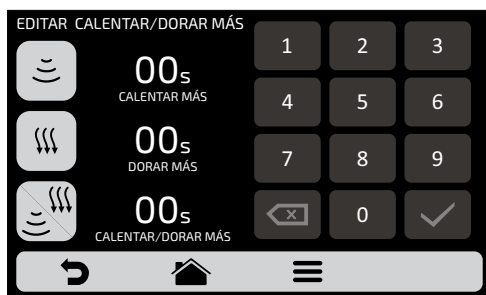 EDITAR CALENTAR/DORAR MÁS
00s
CALENTAR MÁS
00s
DORAR MÁS
00s
CALENTAR/DORAR MÁS
1 2 3
4 5 6
7 8 9
x 0